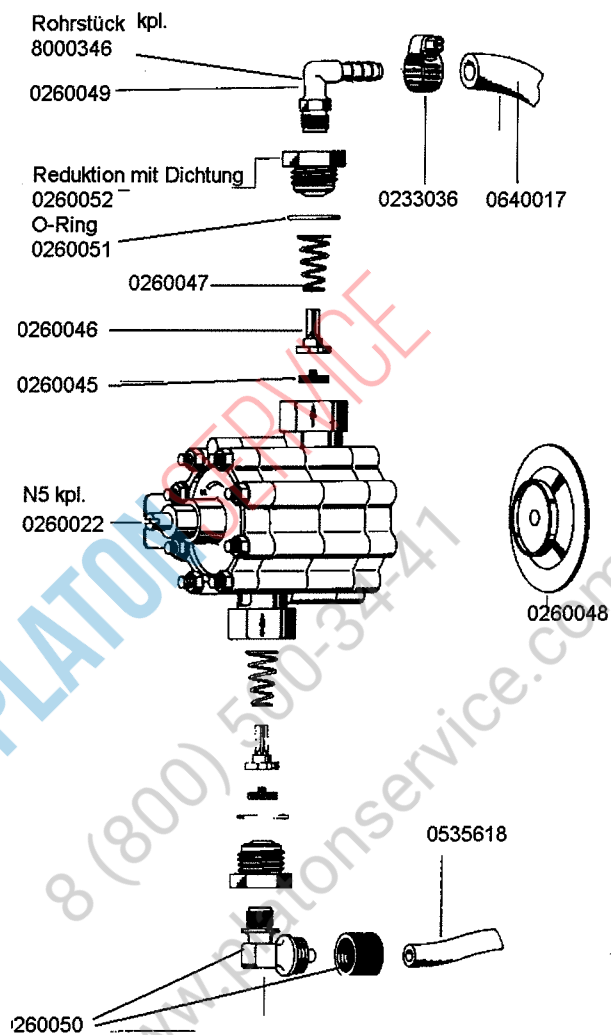 Rohrstück kpl.
8000346
0260049
Reduktion mit Dichtung
0260052
O-Ring
0260051
0233036
0640017
0260047
0260046
0260045
N5 kpl.
0260022
0260048
0535618
260050
PLATONSERVICE
8 (800) 500-34-41
www.platonservice.com